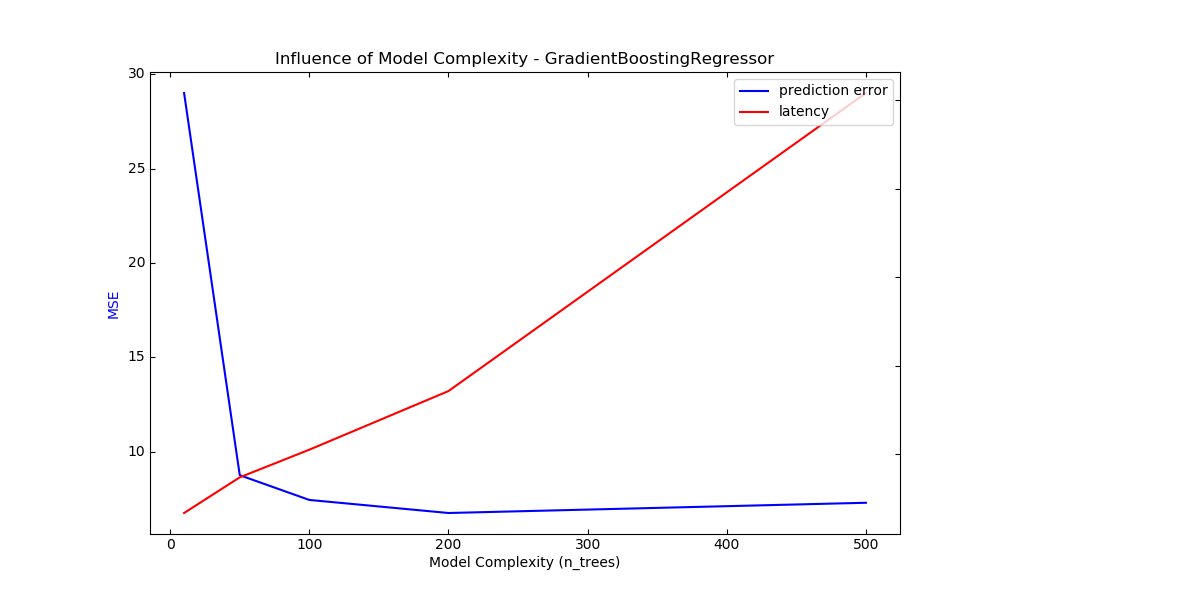 Influence of Model Complexity - GradientBoostingRegressor
prediction error
latency
30
25
20
15
10
MSE
0 100 200 300 400 500
Model Complexity (n_trees)